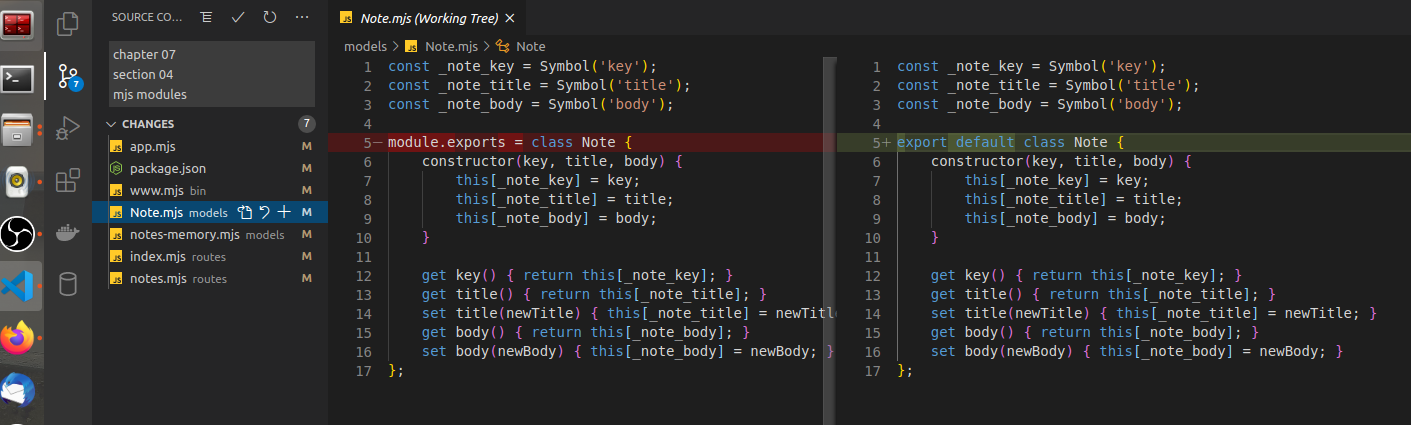 SOURCE CO...
chapter 07
section 04
mjs modules
CHANGES 7
app.mjs M
package.json M
www.mjs bin M
Note.mjs models M
notes-memory.mjs models M
index.mjs routes M
notes.mjs routes M
7
JS Note.mjs (Working Tree)
models > JS Note.mjs > Note
1 const _note_key = Symbol('key');
2 const _note_title = Symbol('title');
3 const _note_body = Symbol('body');
4
5− module.exports = class Note {
6 constructor(key, title, body) {
7 this[_note_key] = key;
8 this[_note_title] = title;
9 this[_note_body] = body;
10 }
11
12 get key() { return this[_note_key]; }
13 get title() { return this[_note_title]; }
14 set title(newTitle) { this[_note_title] = newTitl
15 get body() { return this[_note_body]; }
16 set body(newBody) { this[_note_body] = newBody; }
17 };
1 const _note_key = Symbol('key');
2 const _note_title = Symbol('title');
3 const _note_body = Symbol('body');
4
5+ export default class Note {
6 constructor(key, title, body) {
7 this[_note_key] = key;
8 this[_note_title] = title;
9 this[_note_body] = body;
10 }
11
12 get key() { return this[_note_key]; }
13 get title() { return this[_note_title]; }
14 set title(newTitle) { this[_note_title] = newTitle; }
15 get body() { return this[_note_body]; }
16 set body(newBody) { this[_note_body] = newBody; }
17 };